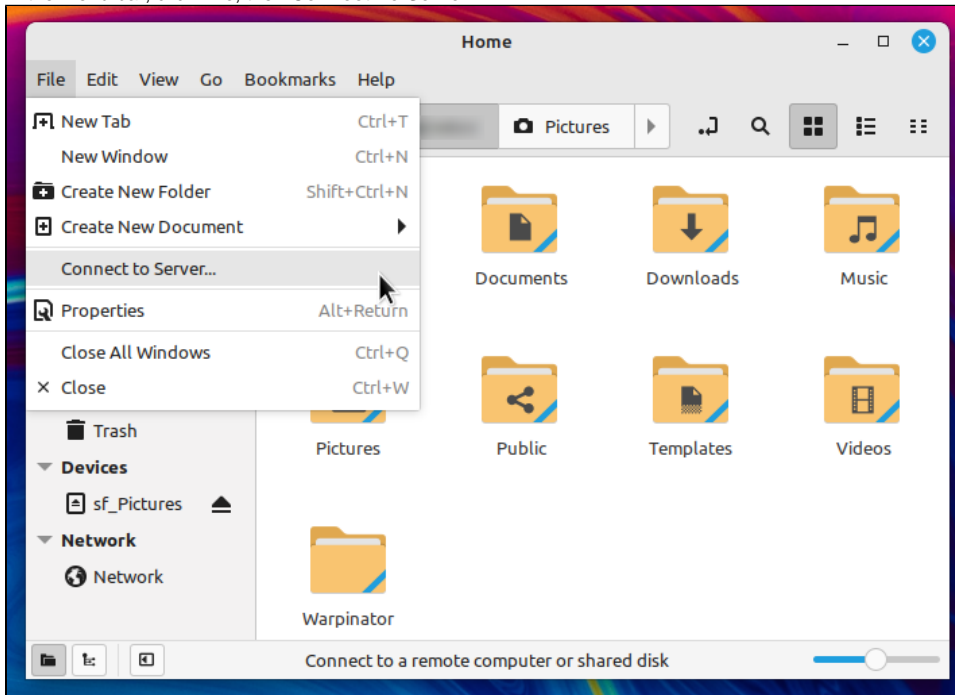 Home
File Edit View Go Bookmarks Help
New Tab Ctrl+T
Pictures
New Window Ctrl+N
Create New Folder Shift+Ctrl+N
Create New Document
Connect to Server...
Properties Alt+Return
Close All Windows Ctrl+Q
Close Ctrl+W
Documents Downloads Music
Trash
Devices
sf_Pictures
Network
Network
Pictures Public Templates Videos
Warpinator
Connect to a remote computer or shared disk